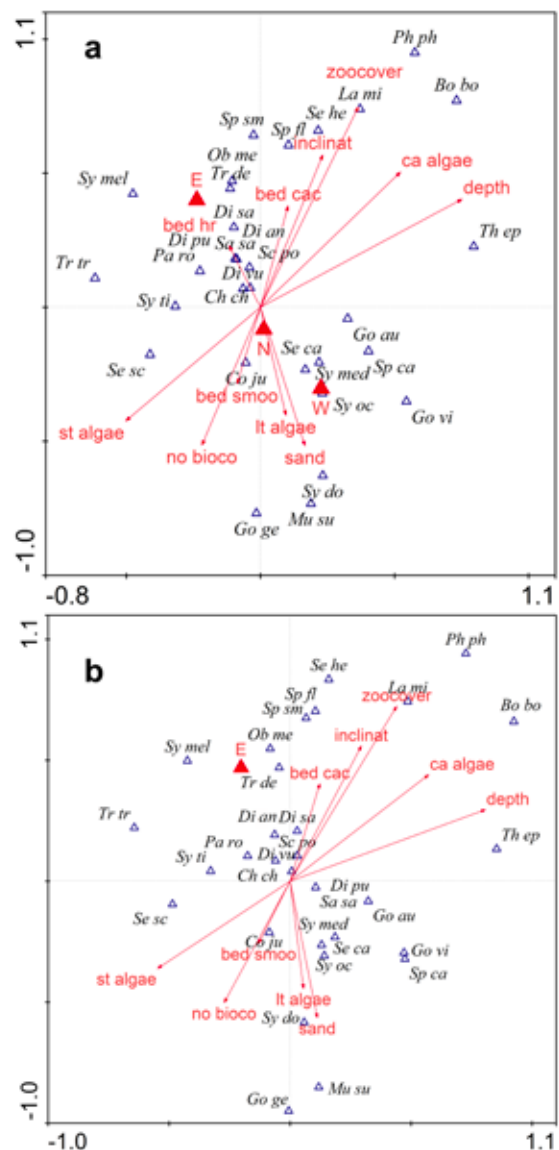 1.1
a
Ph ph
zoocover
La mi
Bo bo
Sp sm
Sp fl
Se he
inclinat
Ob me
Tr de
ca algae
Sy mel
E
bed cac
depth
Di sa
bed hr
Di an
Di pu
Sa sa
Sc po
Th ep
Pa ro
Di vu
Tr tr
Ch ch
Sy ti
Go au
N
Se ca
Se sc
Sy med
Sp ca
Co ju
bed smoo
W
Sy oc
Go vi
st algae
lt algae
no bioco
sand
Sy do
Go ge
Mu su
-1.0
-0.8
1.1
1.1
b
Ph ph
Se he
zoocover
La mi
Sp fl
Sp sm
Bo bo
Ob me
inclinat
Sy mel
E
Tr de
bed cac
ca algae
depth
Tr tr
Di an
Di sa
Pa ro
Sc po
Di vu
Th ep
Sy ti
Ch ch
Di pu
Sa sa
Se sc
Go au
Sy med
Co ju
Se ca
Go vi
bed smoo
Sy oc
Sp ca
st algae
lt algae
no bioco
Sy do
sand
Mu su
Go ge
-1.0
-1.0
1.1